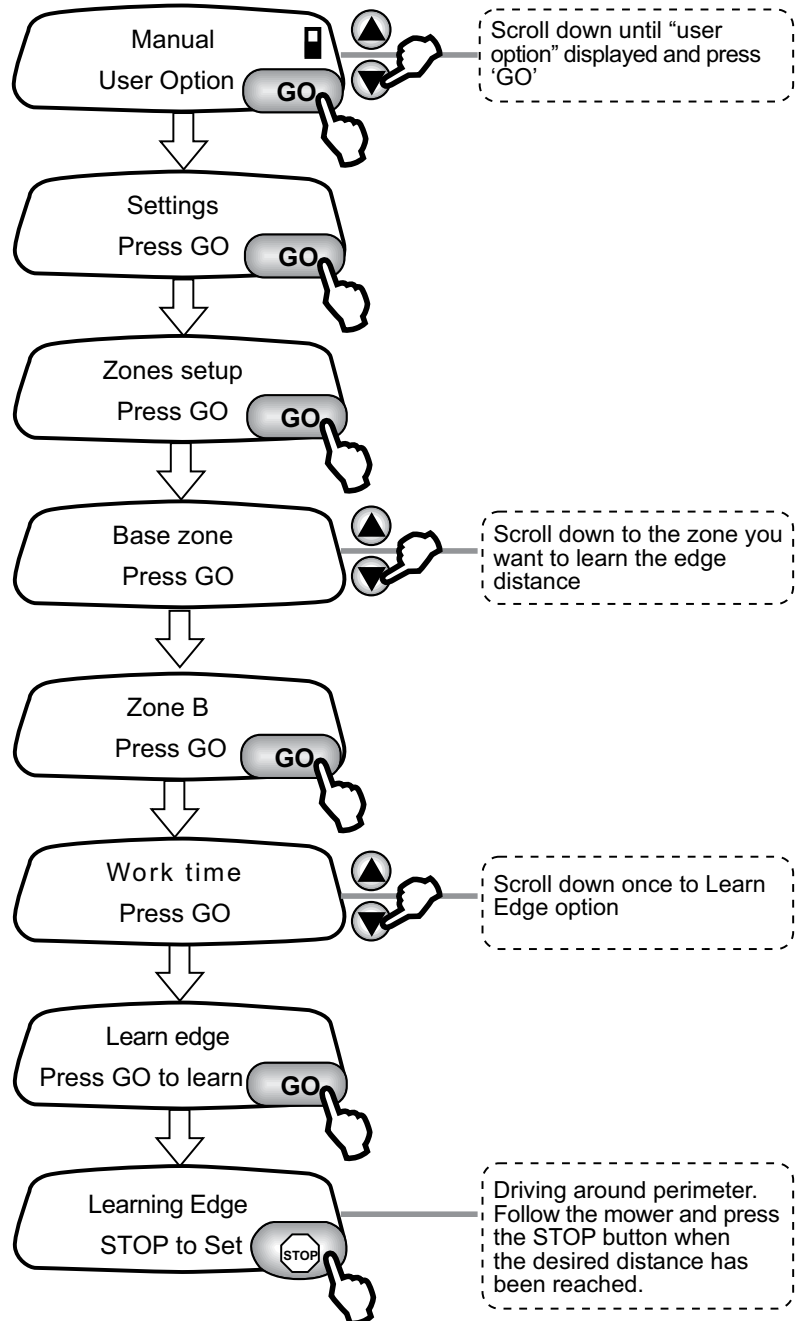 Manual
User Option
GO
Scroll down until “user
option” displayed and press
‘GO’
Settings
Press GO
GO
Zones setup
Press GO
GO
Base zone
Press GO
Scroll down to the zone you
want to learn the edge
distance
Zone B
Press GO
GO
Work time
Press GO
Scroll down once to Learn
Edge option
Learn edge
Press GO to learn
GO
Learning Edge
STOP to Set
STOP
Driving around perimeter.
Follow the mower and press
the STOP button when
the desired distance has
been reached.